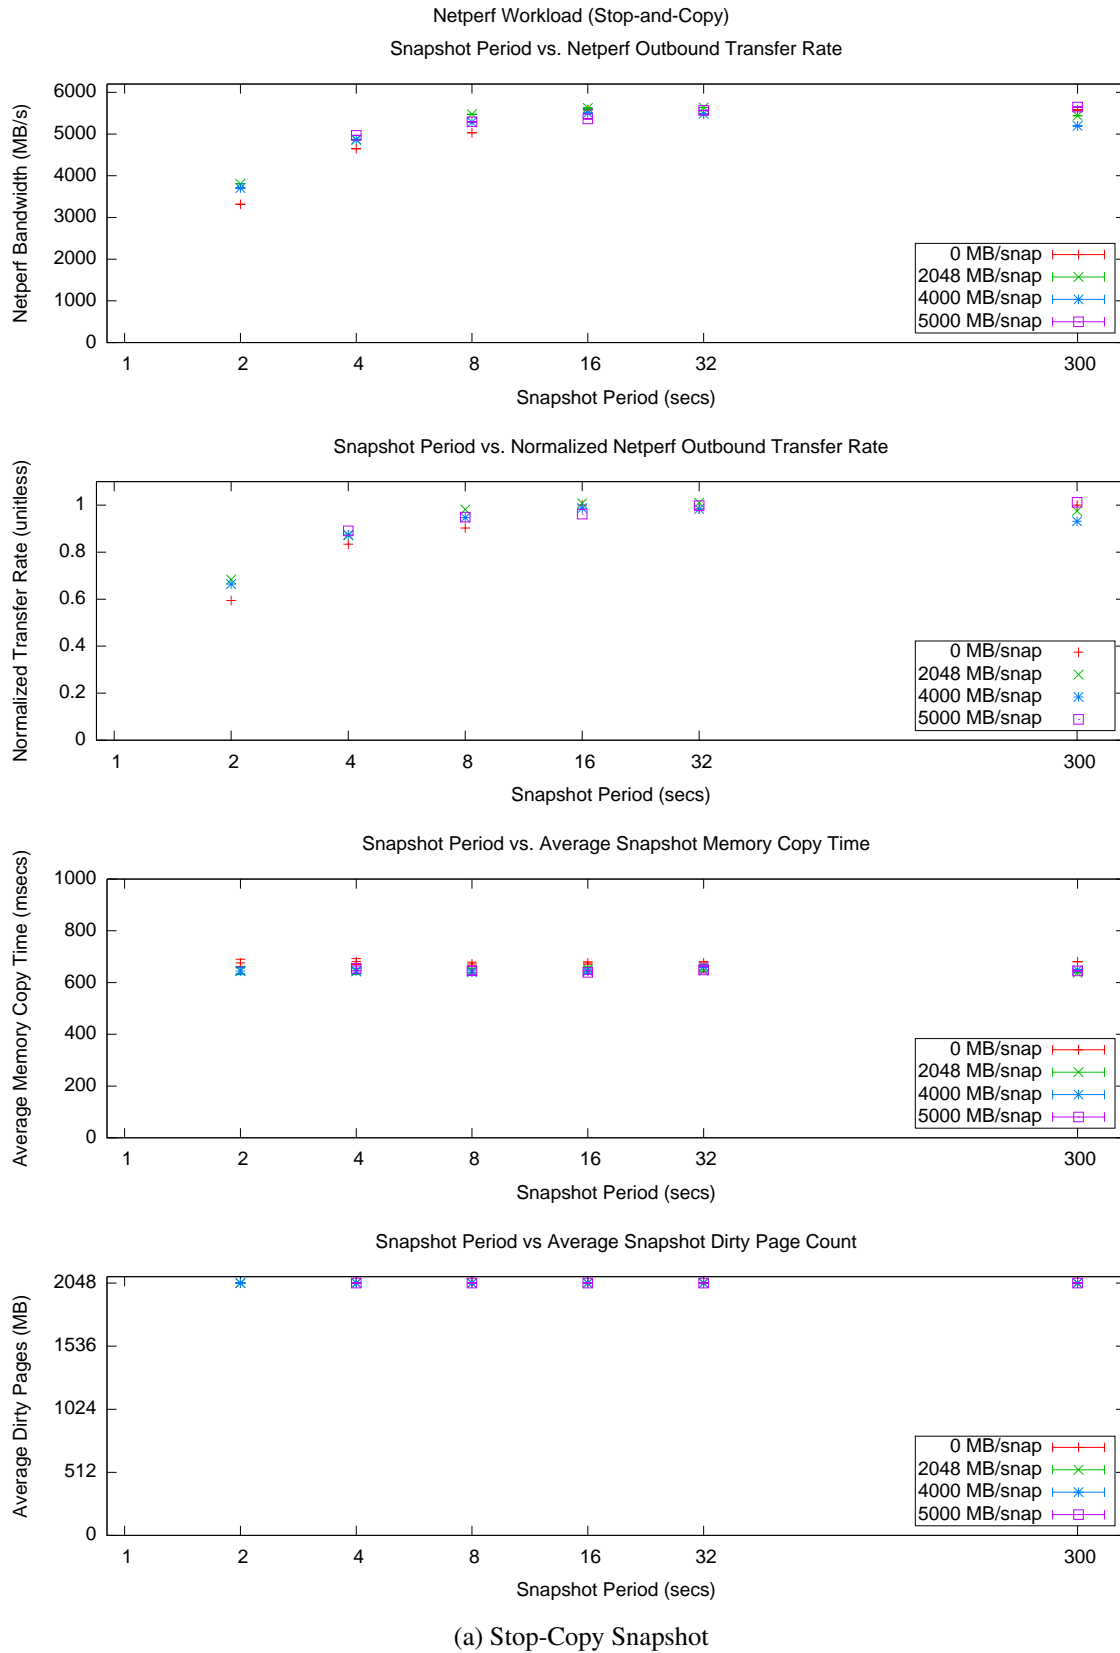 Netperf Workload (Stop-and-Copy)
Snapshot Period vs. Netperf Outbound Transfer Rate
Netperf Bandwidth (MB/s)
6000
5000
4000
3000
2000
1000
0
0 MB/snap
2048 MB/snap
4000 MB/snap
5000 MB/snap
1 2 4 8 16 32 300
Snapshot Period (secs)
Snapshot Period vs. Normalized Netperf Outbound Transfer Rate
Normalized Transfer Rate (unitless)
1
0.8
0.6
0.4
0.2
0
0 MB/snap
2048 MB/snap
4000 MB/snap
5000 MB/snap
1 2 4 8 16 32 300
Snapshot Period (secs)
Snapshot Period vs. Average Snapshot Memory Copy Time
Average Memory Copy Time (msecs)
1000
800
600
400
200
0
0 MB/snap
2048 MB/snap
4000 MB/snap
5000 MB/snap
1 2 4 8 16 32 300
Snapshot Period (secs)
Snapshot Period vs Average Snapshot Dirty Page Count
Average Dirty Pages (MB)
2048
1536
1024
512
0
0 MB/snap
2048 MB/snap
4000 MB/snap
5000 MB/snap
1 2 4 8 16 32 300
Snapshot Period (secs)
(a) Stop-Copy Snapshot